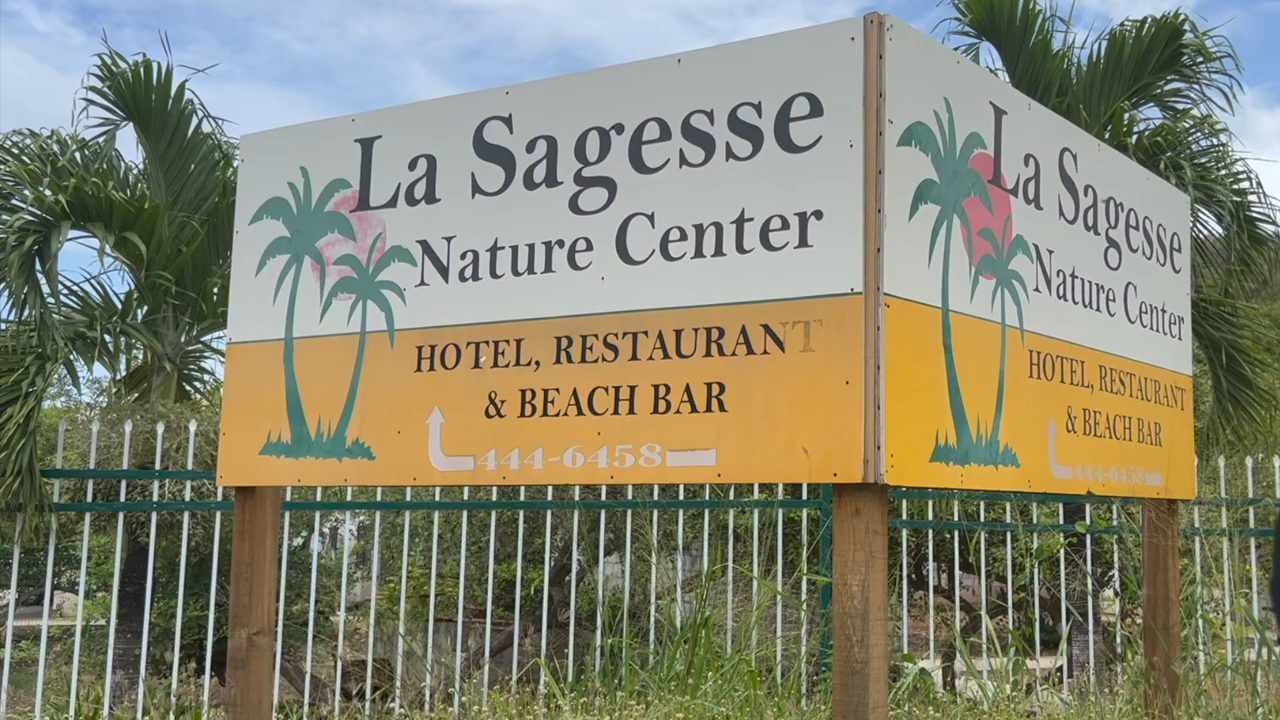 La Sagesse
Nature Center
HOTEL, RESTAURANT
& BEACH BAR
444-6458
La Sagesse
Nature Center
HOTEL, RESTAURANT
& BEACH BAR
444-6458